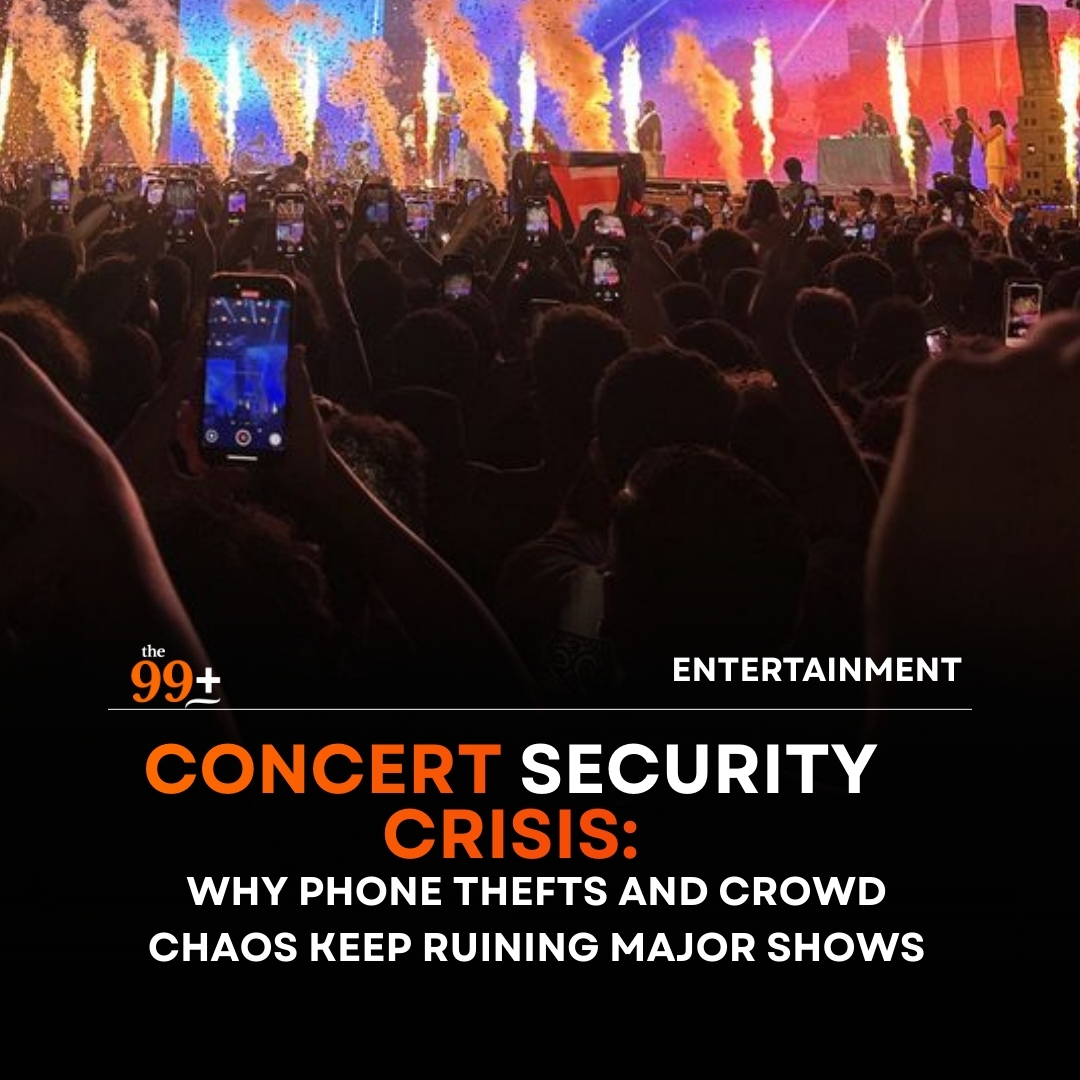 the
99+
ENTERTAINMENT
CONCERT SECURITY
CRISIS:
WHY PHONE THEFTS AND CROWD
CHAOS KEEP RUINING MAJOR SHOWS